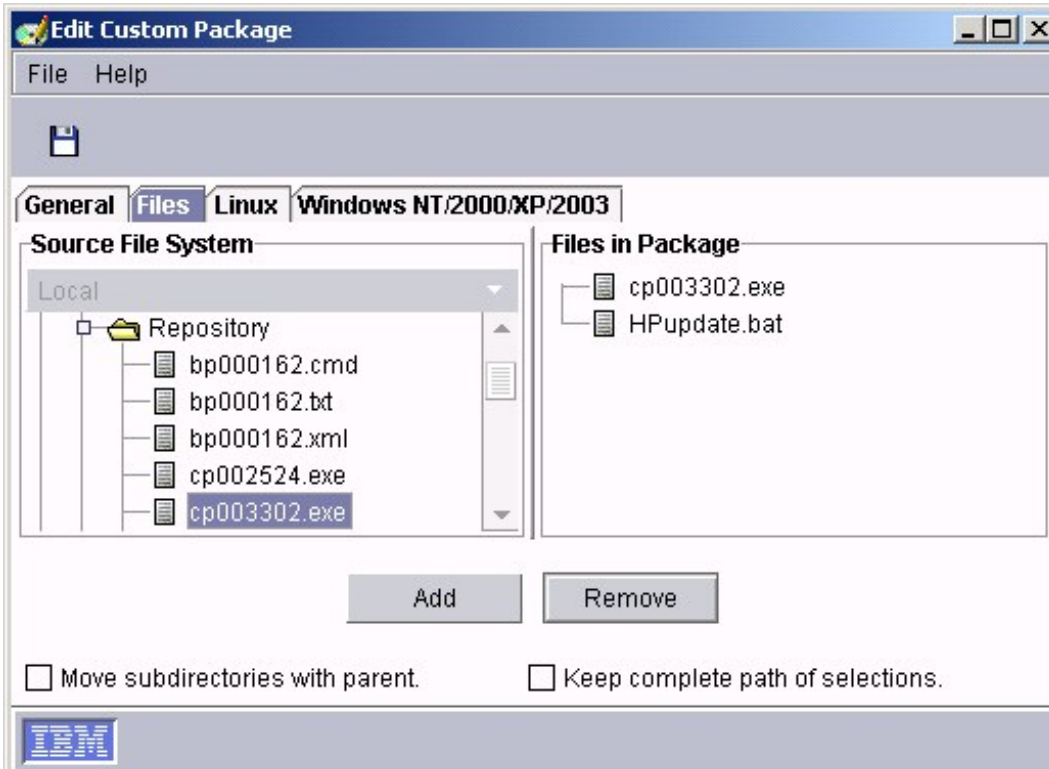 Edit Custom Package
File Help
General Files Linux Windows NT/2000/XP/2003
Source File System
Local
Repository
bp000162.cmd
bp000162.txt
bp000162.xml
cp002524.exe
cp003302.exe
Files in Package
cp003302.exe
HPupdate.bat
Add Remove
Move subdirectories with parent. Keep complete path of selections.
IBM